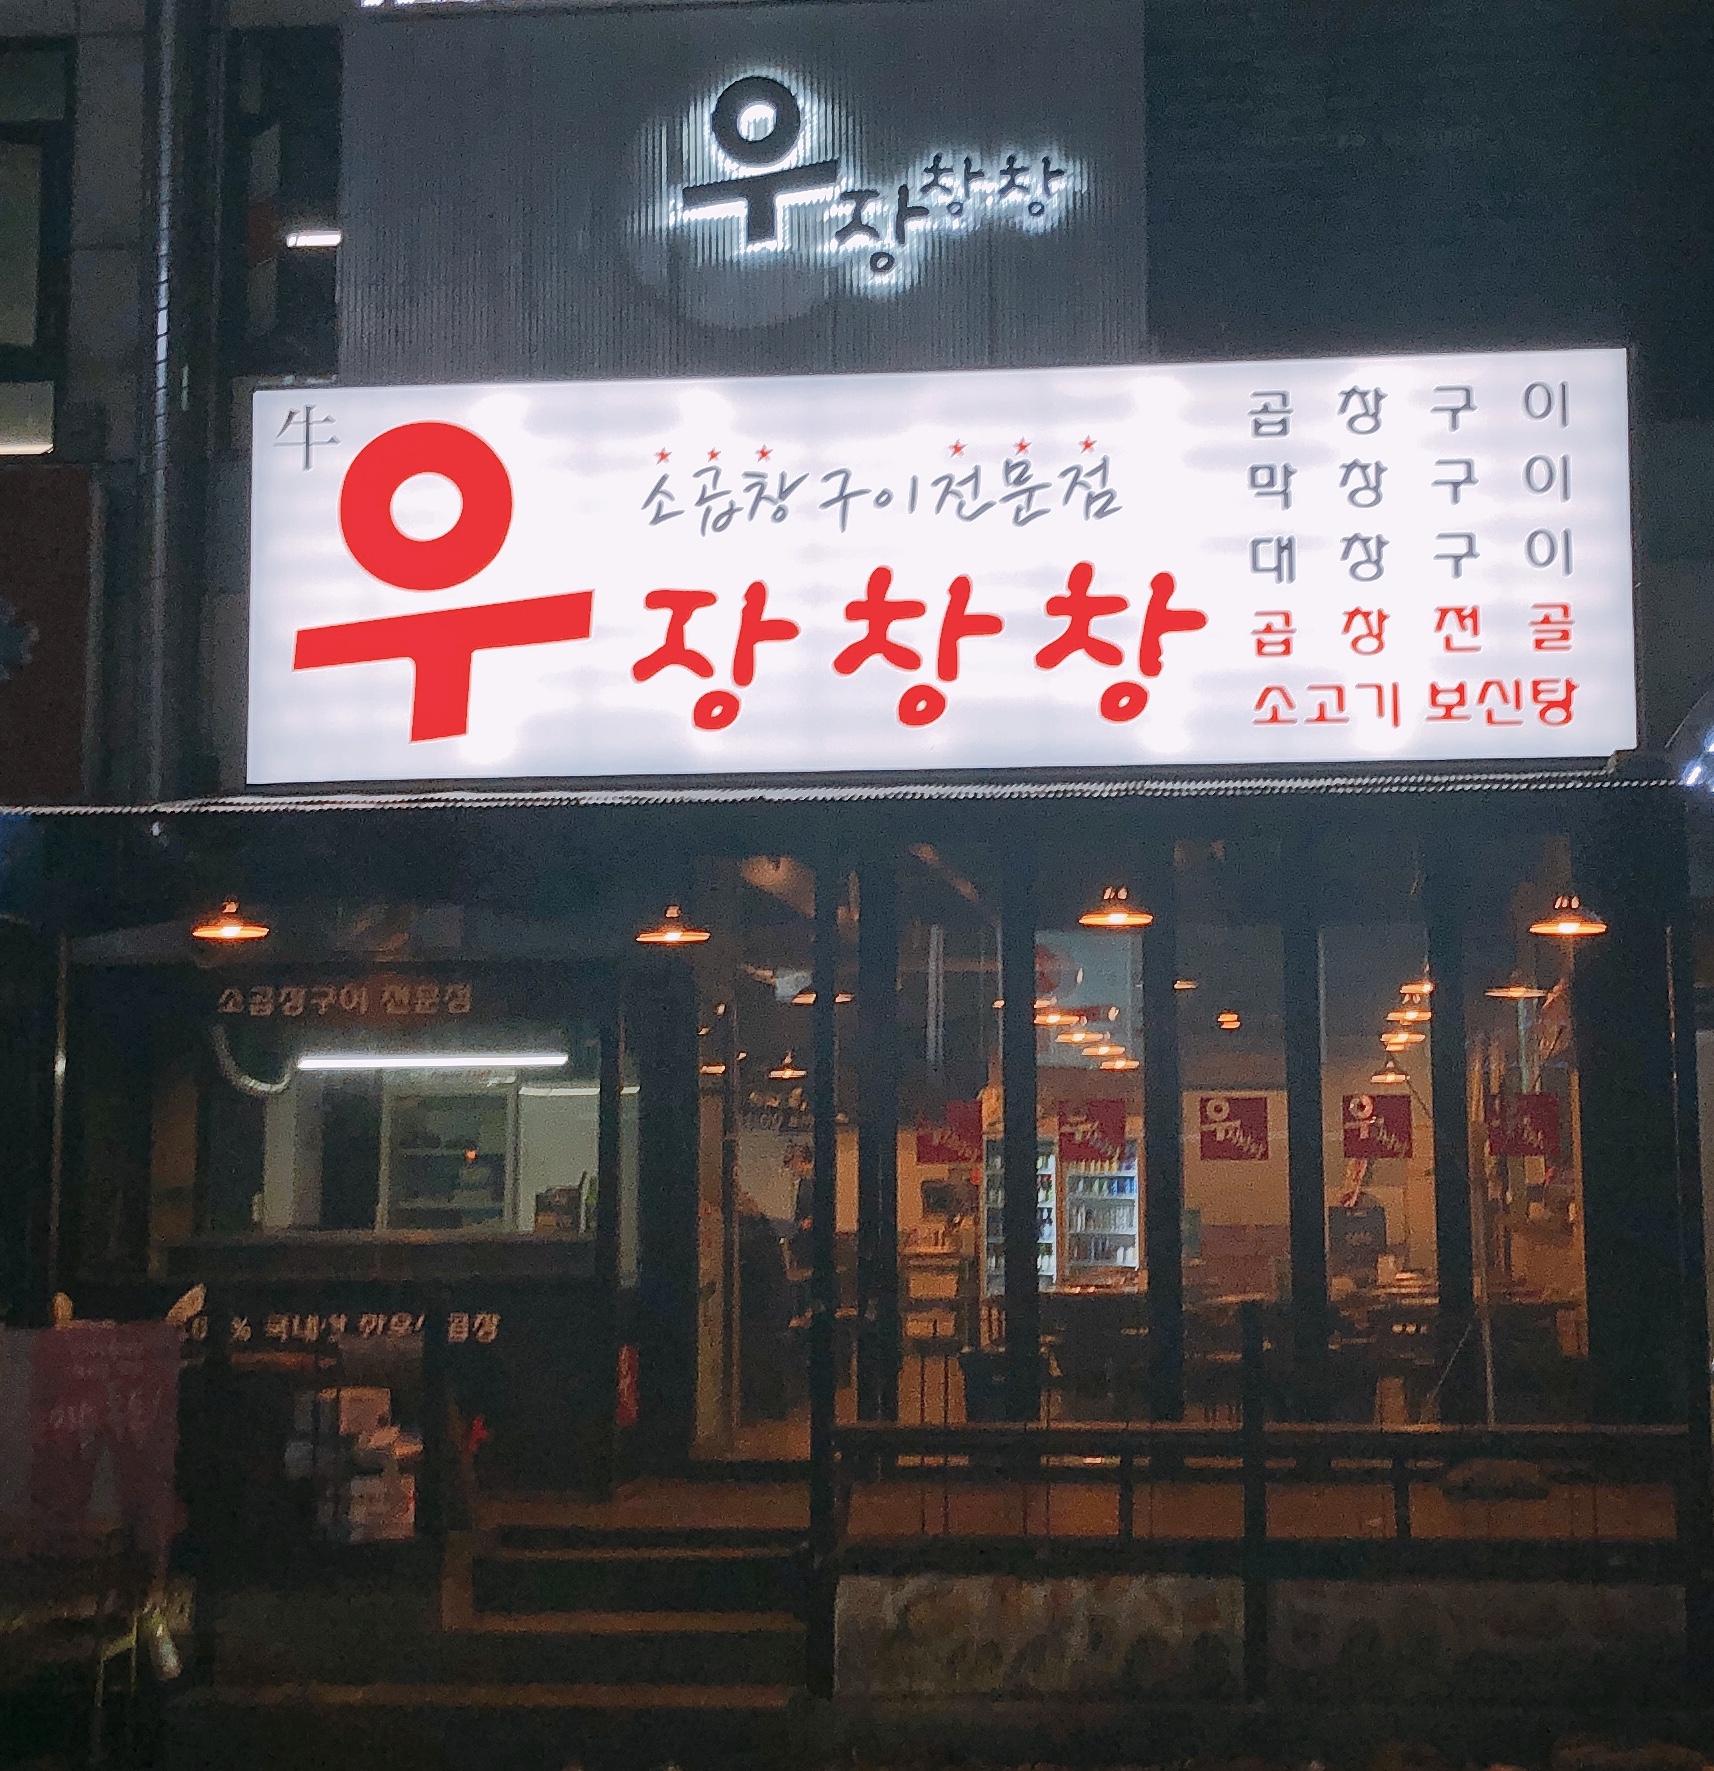 우장창창
牛
소곱창구이전문점
우장창창
곱창구이
막창구이
대창구이
곱창전골
소고기 보신탕
소곱창구이 전문점
우
우